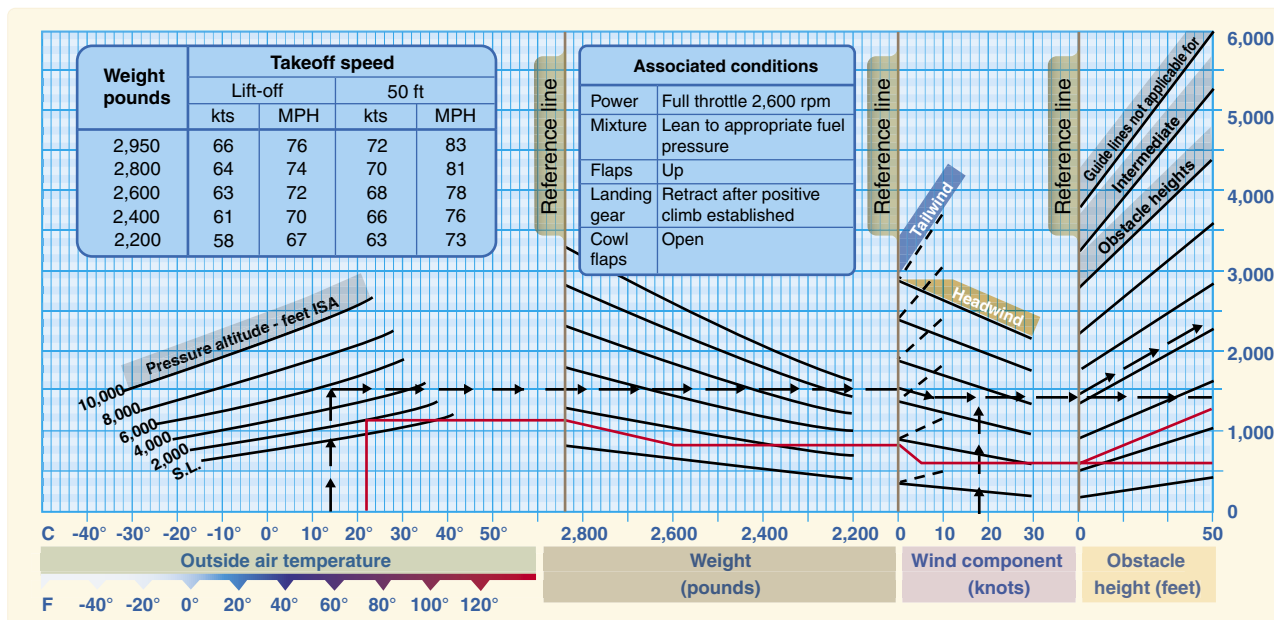 Weight
pounds
Takeoff speed
Lift-off
50 ft
kts MPH kts MPH
2,950 66 76 72 83
2,800 64 74 70 81
2,600 63 72 68 78
2,400 61 70 66 76
2,200 58 67 63 73
Reference line
Associated conditions
Power Full throttle 2,600 rpm
Mixture Lean to appropriate fuel
pressure
Flaps Up
Landing Retract after positive
gear climb established
Cowl Open
flaps
Reference line
Reference line
Tailwind
Headwind
Guide lines not applicable for
Intermediate
Obstacle heights
6,000
5,000
4,000
3,000
2,000
1,000
0
Pressure altitude - feet ISA
10,000
8,000
6,000
4,000
2,000
S.L.
C -40° -30° -20° -10° 0° 10° 20° 30° 40° 50° 2,800 2,600 2,400 2,200 0 10 20 30 0 50
Outside air temperature
Weight
(pounds)
Wind component
(knots)
Obstacle
height (feet)
F -40° -20° 0° 20° 40° 60° 80° 100° 120°